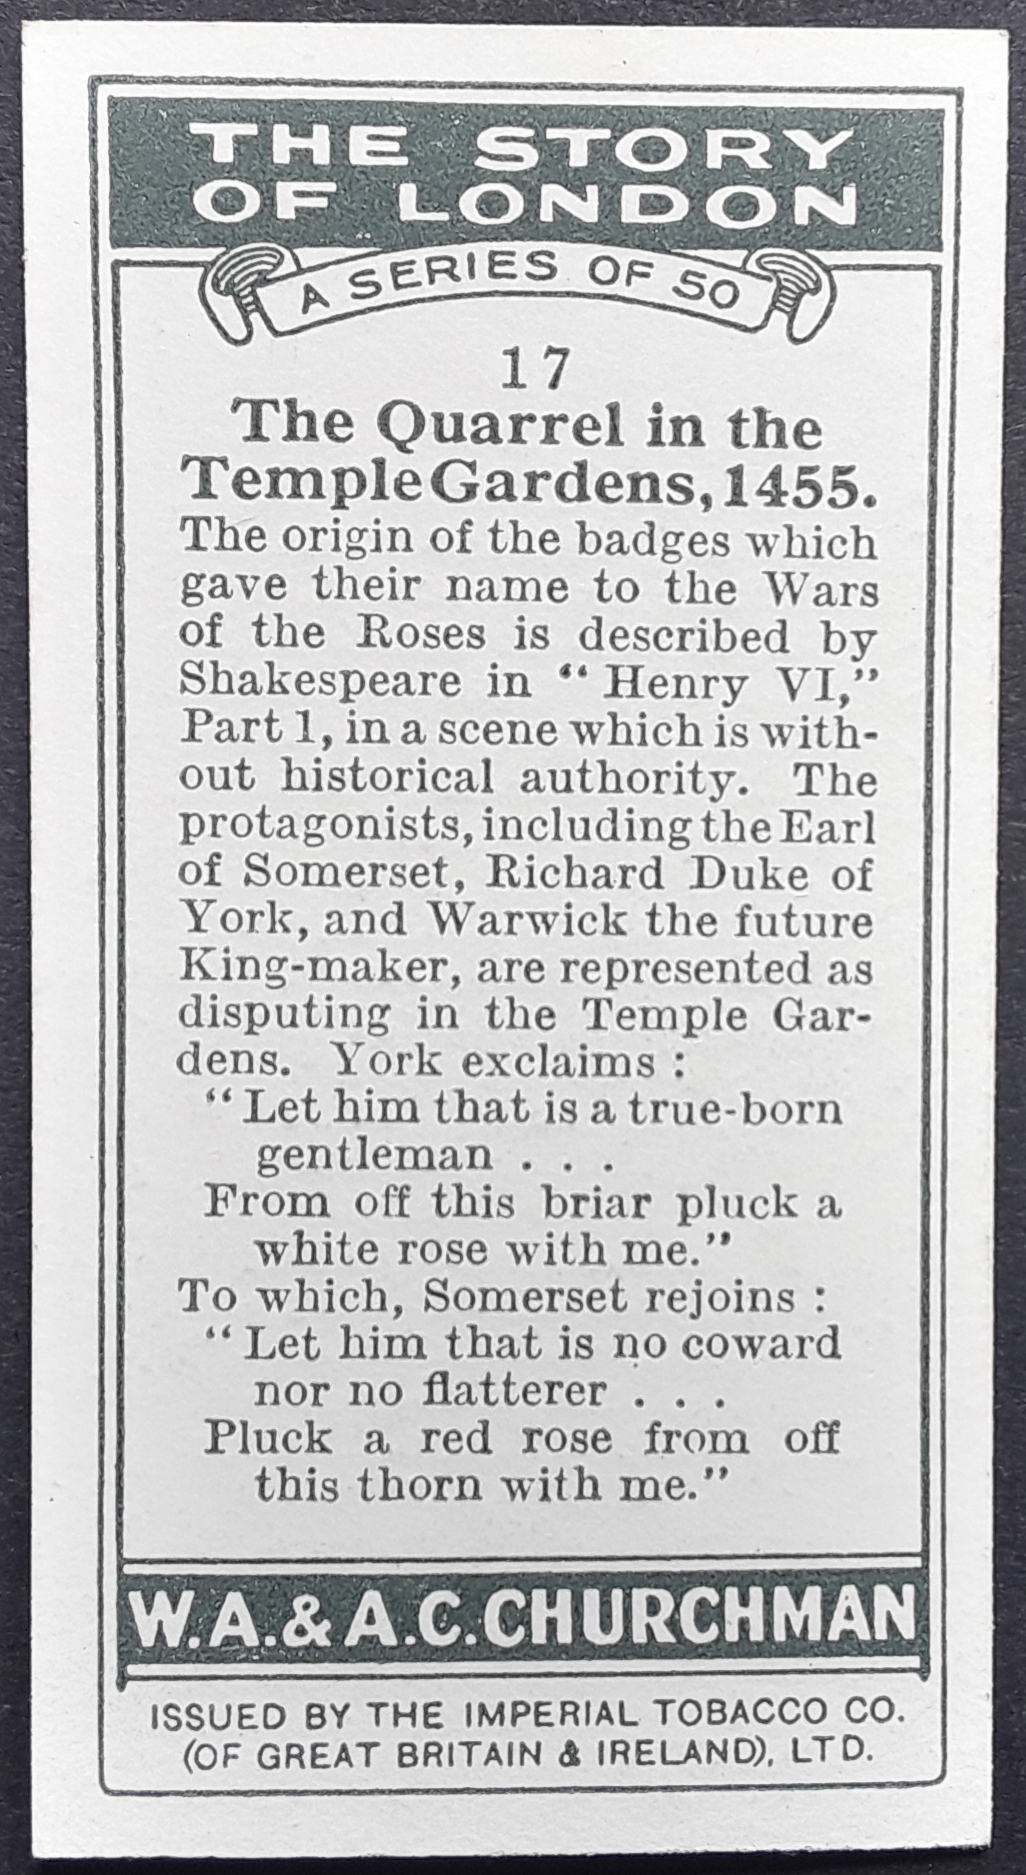 THE STORY
OF LONDON
A SERIES OF 50
17
The Quarrel in the
Temple Gardens, 1455.
The origin of the badges which
gave their name to the Wars
of the Roses is described by
Shakespeare in “Henry VI,”
Part 1, in a scene which is with-
out historical authority. The
protagonists, including the Earl
of Somerset, Richard Duke of
York, and Warwick the future
King-maker, are represented as
disputing in the Temple Gar-
dens. York exclaims :
“Let him that is a true-born
gentleman . . .
From off this briar pluck a
white rose with me.”
To which, Somerset rejoins :
“Let him that is no coward
nor no flatterer . . .
Pluck a red rose from off
this thorn with me.”
W.A. & A.C. CHURCHMAN
ISSUED BY THE IMPERIAL TOBACCO CO.
(OF GREAT BRITAIN & IRELAND), LTD.